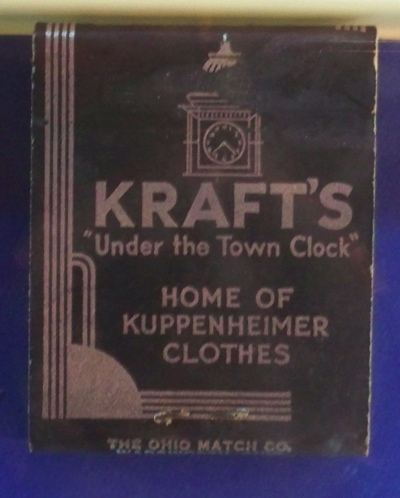 KRAFT'S
"Under the Town Clock"
HOME OF
KUPPENHEIMER
CLOTHES
THE OHIO MATCH CO.